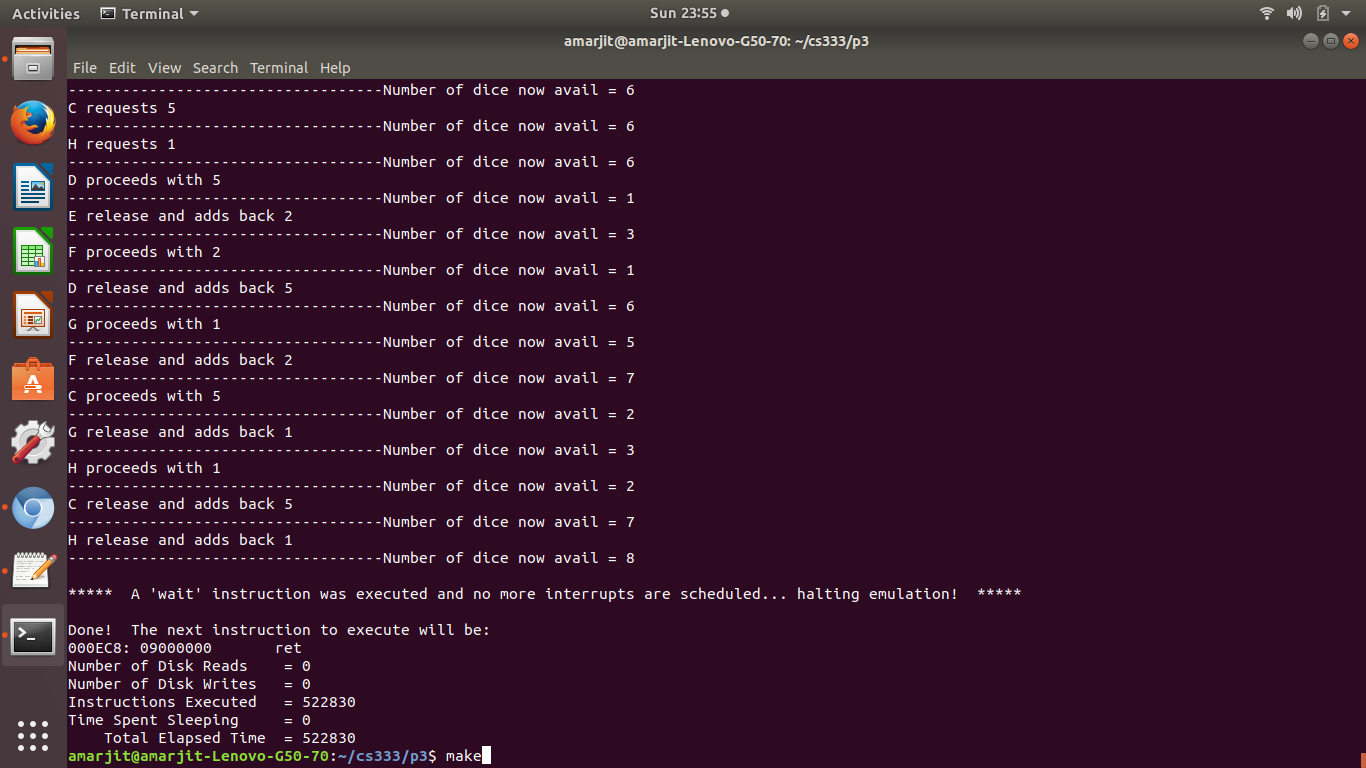 Activities Terminal Sun 23:55
amarjit@amarjit-Lenovo-G50-70: ~/cs333/p3
File Edit View Search Terminal Help
-----------------------------------Number of dice now avail = 6
C requests 5
-----------------------------------Number of dice now avail = 6
H requests 1
-----------------------------------Number of dice now avail = 6
D proceeds with 5
-----------------------------------Number of dice now avail = 1
E release and adds back 2
-----------------------------------Number of dice now avail = 3
F proceeds with 2
-----------------------------------Number of dice now avail = 1
D release and adds back 5
-----------------------------------Number of dice now avail = 6
G proceeds with 1
-----------------------------------Number of dice now avail = 5
F release and adds back 2
-----------------------------------Number of dice now avail = 7
C proceeds with 5
-----------------------------------Number of dice now avail = 2
G release and adds back 1
-----------------------------------Number of dice now avail = 3
H proceeds with 1
-----------------------------------Number of dice now avail = 2
C release and adds back 5
-----------------------------------Number of dice now avail = 7
H release and adds back 1
-----------------------------------Number of dice now avail = 8
*****  A 'wait' instruction was executed and no more interrupts are scheduled... halting emulation!  *****
Done!  The next instruction to execute will be:
000EC8: 09000000       ret
Number of Disk Reads    = 0
Number of Disk Writes   = 0
Instructions Executed   = 522830
Time Spent Sleeping     = 0
    Total Elapsed Time  = 522830
amarjit@amarjit-Lenovo-G50-70:~/cs333/p3$ make